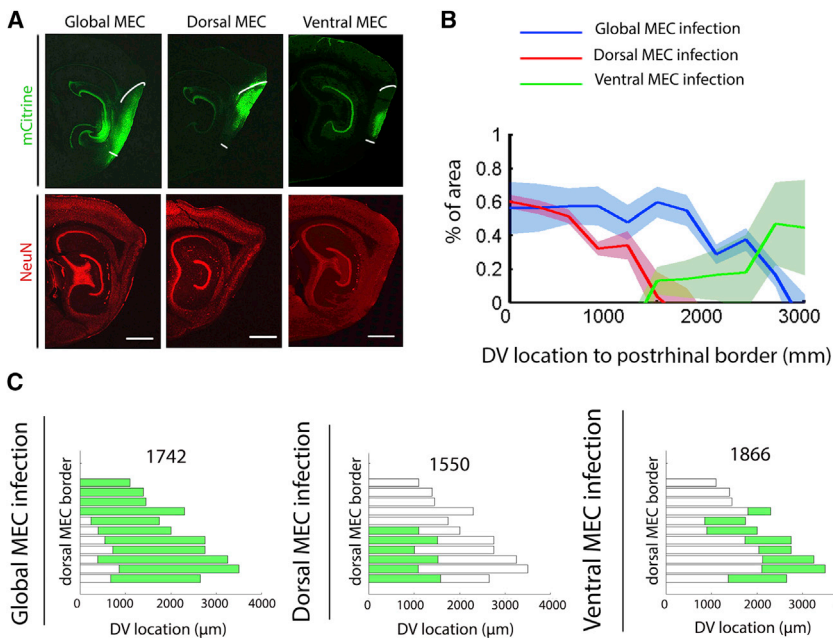 A
Global MEC
Dorsal MEC
Ventral MEC
mCitrine
NeuN
B
Global MEC infection
Dorsal MEC infection
Ventral MEC infection
% of area
1
0.8
0.6
0.4
0.2
0
0
1000
2000
3000
DV location to postrhinal border (mm)
C
Global MEC infection
dorsal MEC border
1742
0 1000 2000 3000 4000
DV location (μm)
Dorsal MEC infection
dorsal MEC border
1550
0 1000 2000 3000 4000
DV location (μm)
Ventral MEC infection
dorsal MEC border
1866
0 1000 2000 3000
DV location (μm)